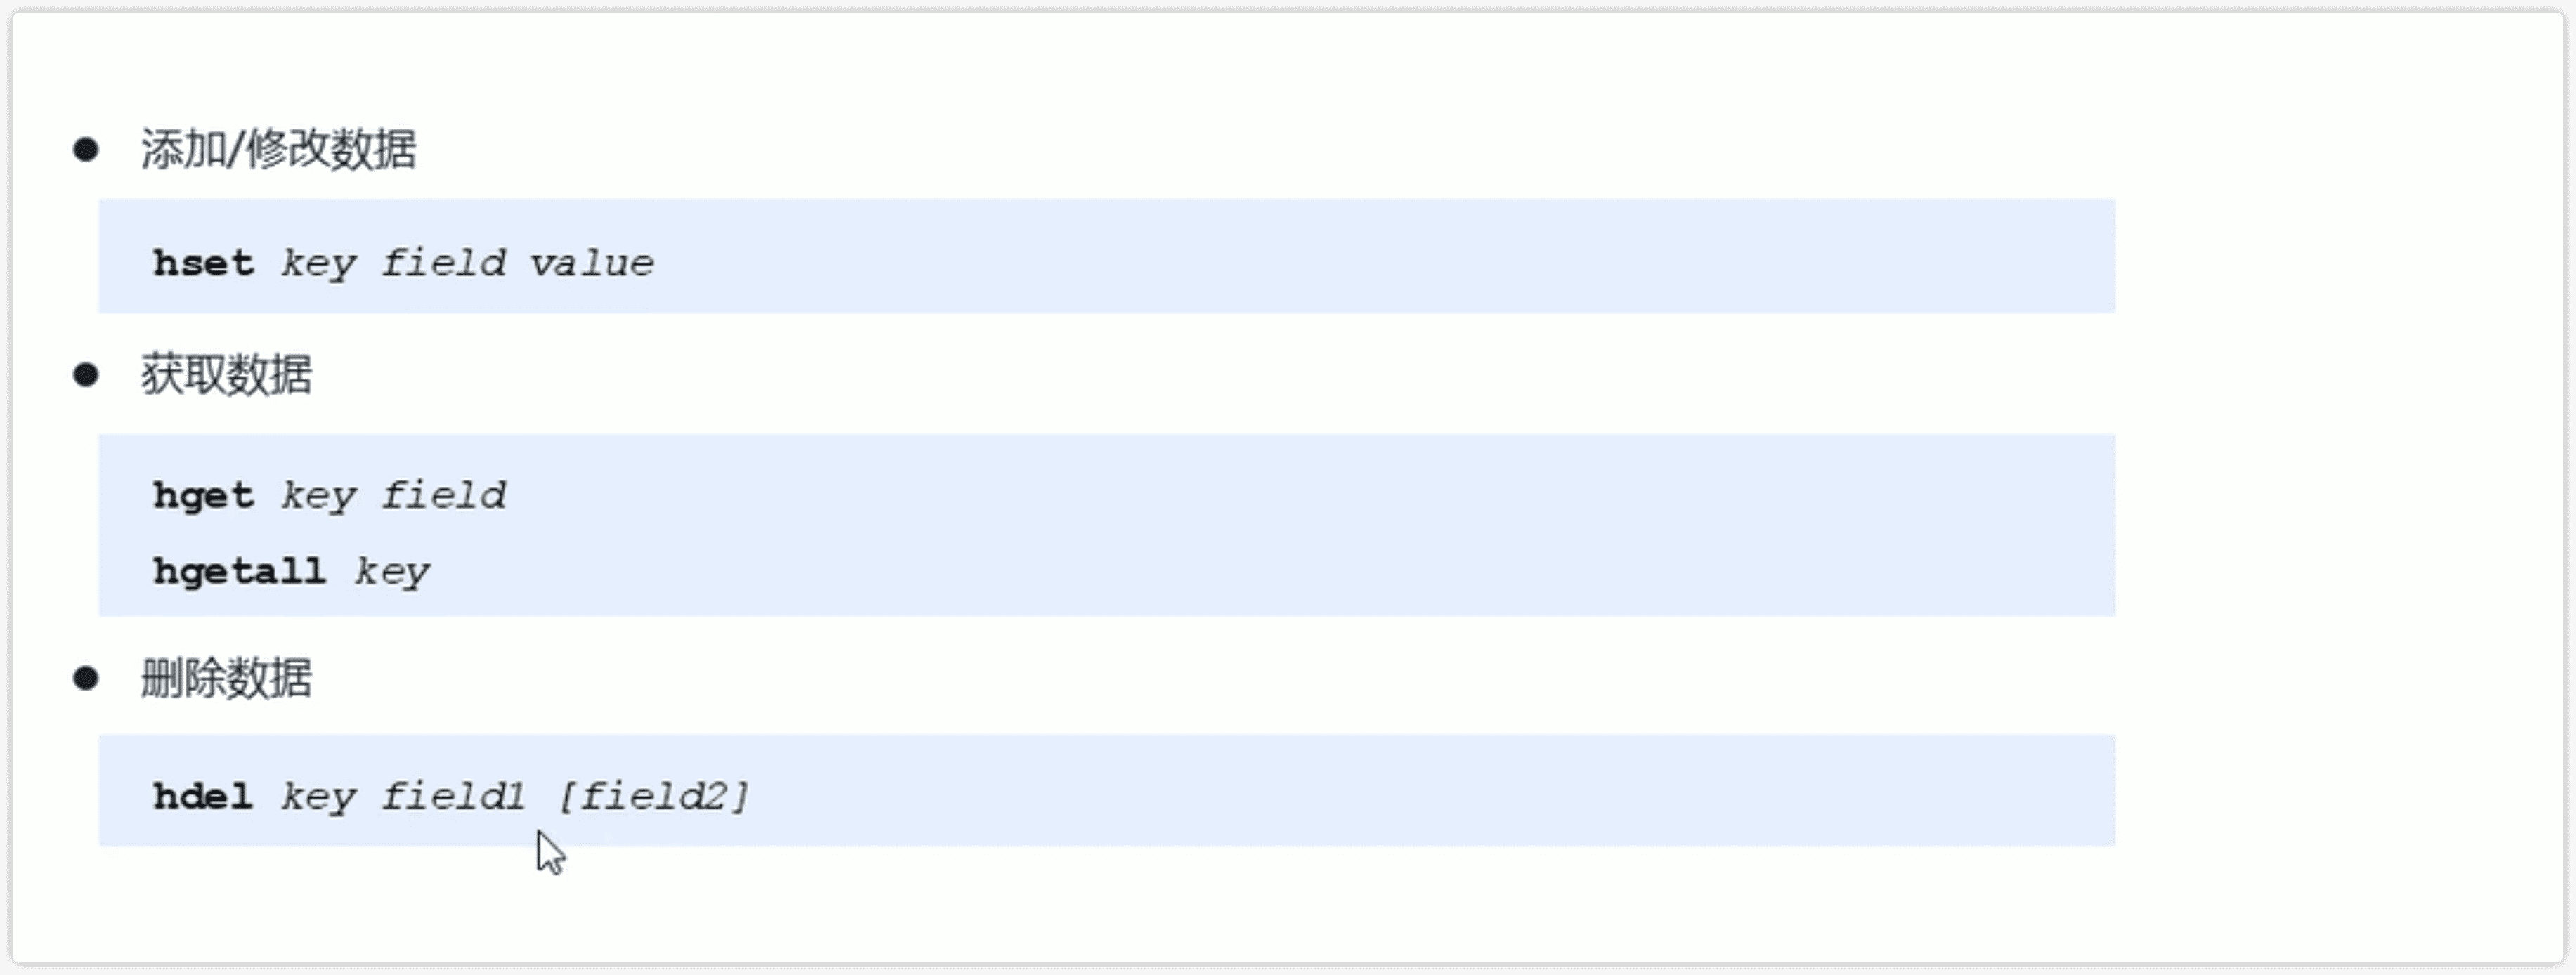 添加/修改数据
hset key field value
获取数据
hget key field
hgetall key
删除数据
hdel key field1 [field2]